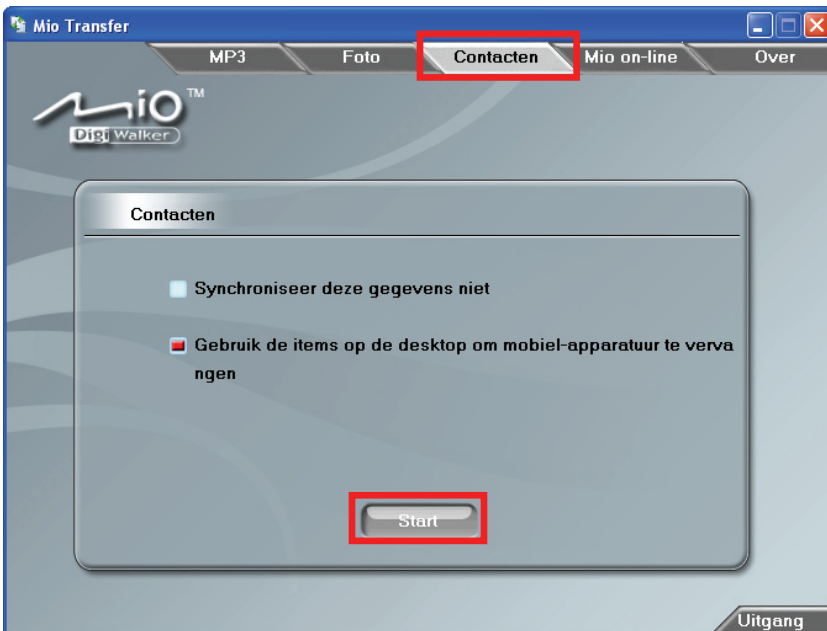 Mio Transfer
MP3 Foto Contacten Mio on-line Over
Mio TM
Digi Walker
Contacten
Synchroniseer deze gegevens niet
Gebruik de items op de desktop om mobiel-apparatuur te verva
ngen
Start
Uitgang